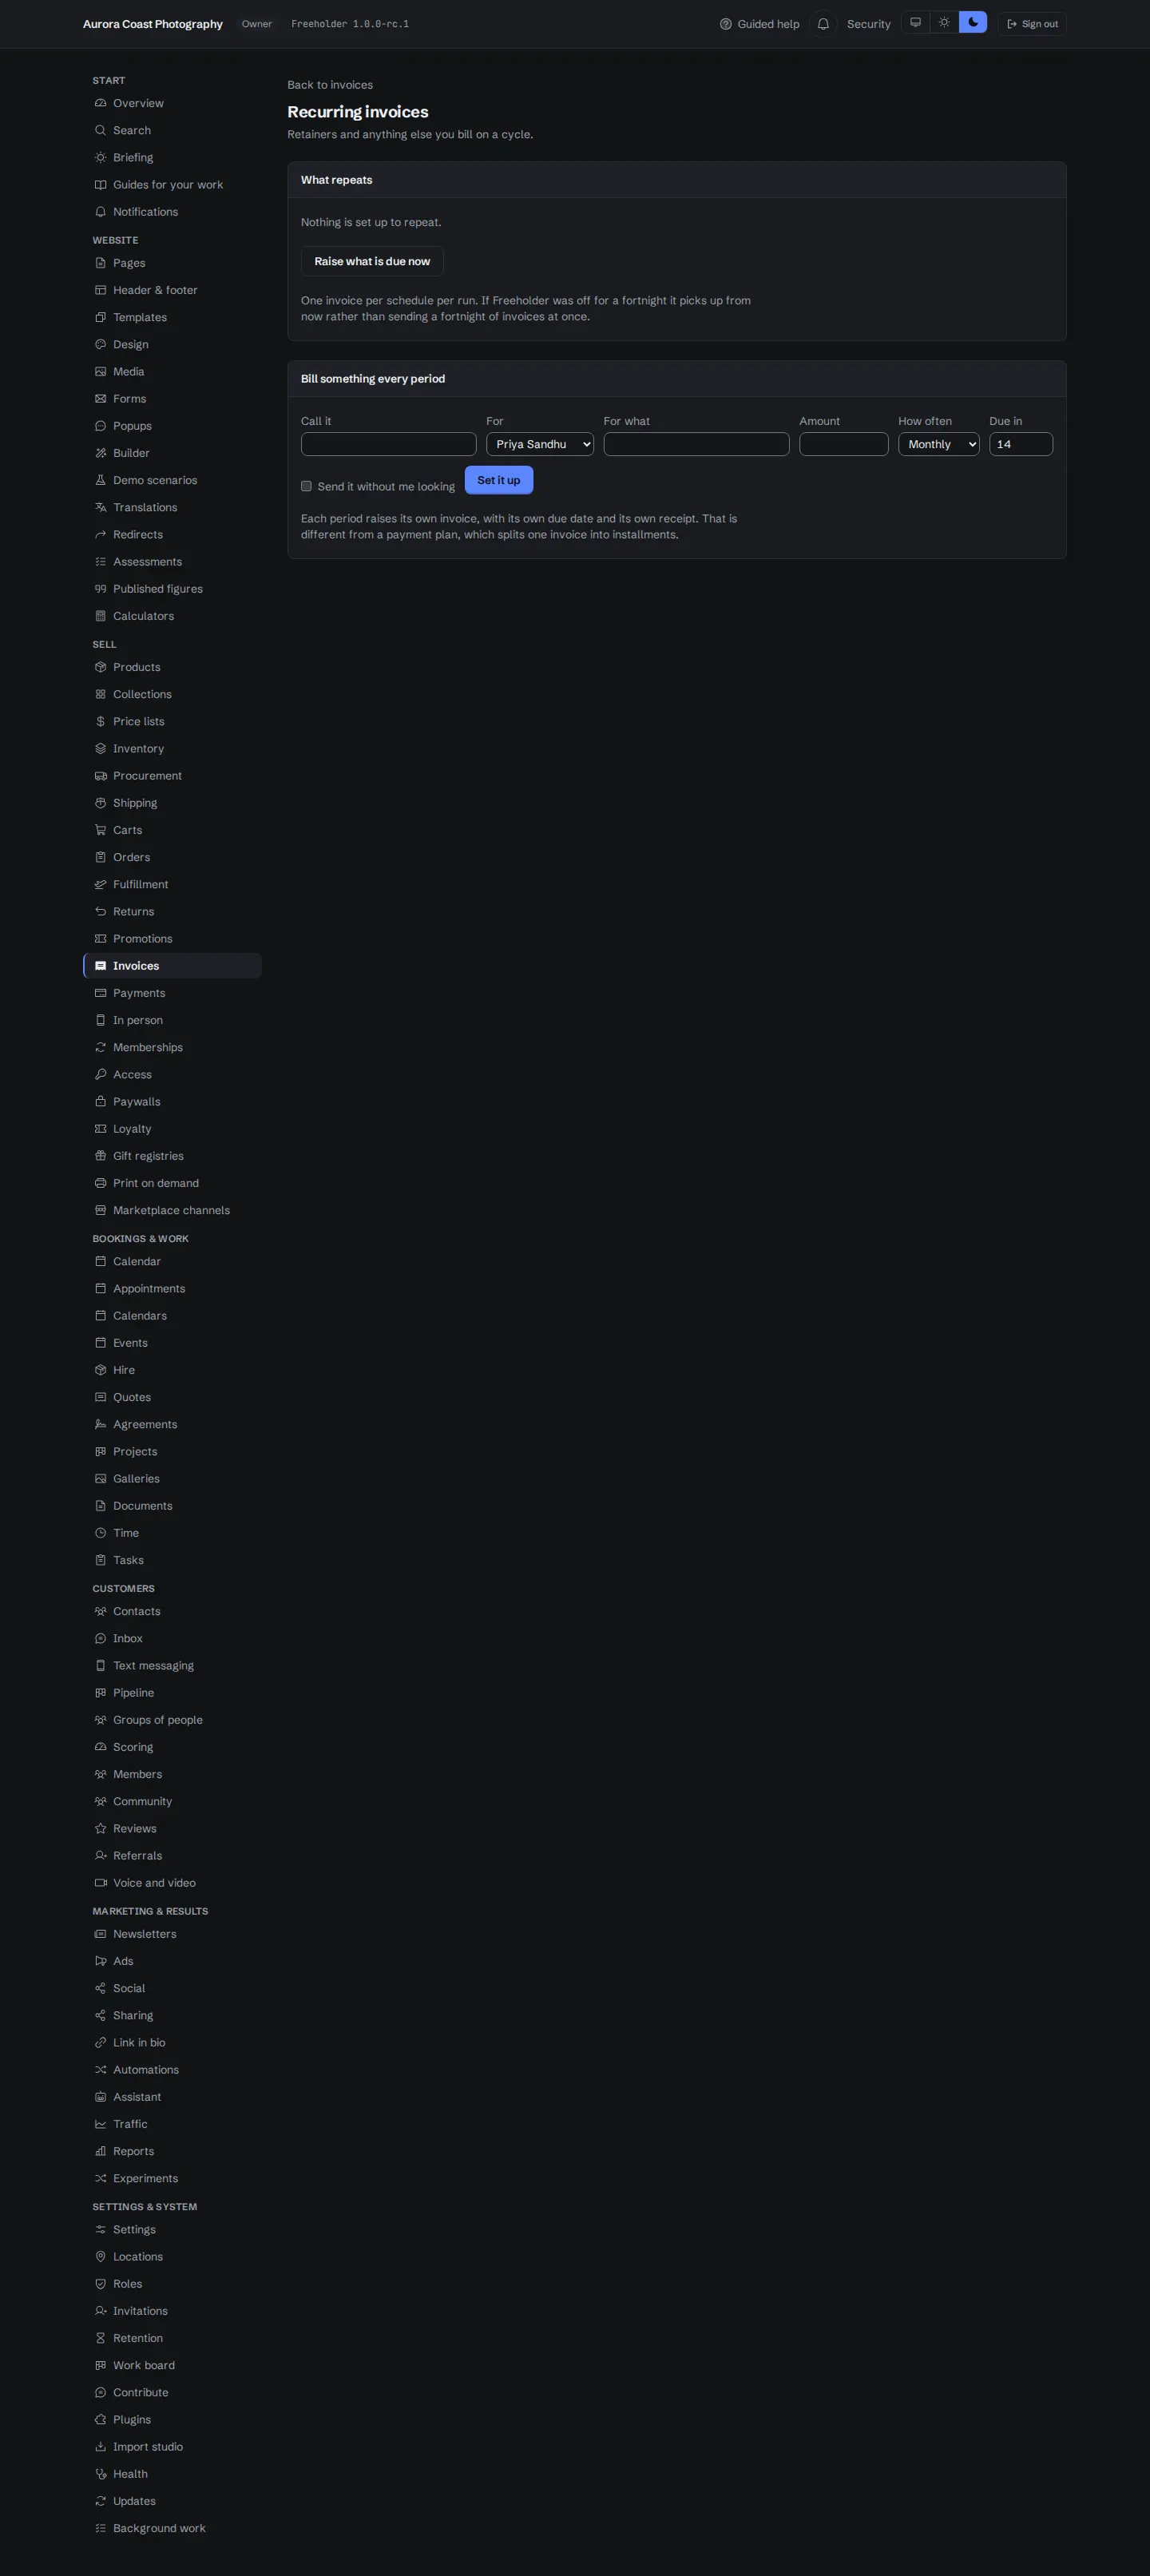 Aurora Coast Photography
Owner
Freeholder 1.0.0-rc.1
Guided help
Security
Sign out
START
Overview
Search
Briefing
Guides for your work
Notifications
WEBSITE
Pages
Header & footer
Templates
Design
Media
Forms
Popups
Builder
Demo scenarios
Translations
Redirects
Assessments
Published figures
Calculators
SELL
Products
Collections
Price lists
Inventory
Procurement
Shipping
Carts
Orders
Fulfillment
Returns
Promotions
Invoices
Payments
In person
Memberships
Access
Paywalls
Loyalty
Gift registries
Print on demand
Marketplace channels
BOOKINGS & WORK
Calendar
Appointments
Calendars
Events
Hire
Quotes
Agreements
Projects
Galleries
Documents
Time
Tasks
CUSTOMERS
Contacts
Inbox
Text messaging
Pipeline
Groups of people
Scoring
Members
Community
Reviews
Referrals
Voice and video
MARKETING & RESULTS
Newsletters
Ads
Social
Sharing
Link in bio
Automations
Assistant
Traffic
Reports
Experiments
SETTINGS & SYSTEM
Settings
Locations
Roles
Invitations
Retention
Work board
Contribute
Plugins
Import studio
Health
Updates
Background work
Back to invoices
Recurring invoices
Retainers and anything else you bill on a cycle.
What repeats
Nothing is set up to repeat.
Raise what is due now
One invoice per schedule per run. If Freeholder was off for a fortnight it picks up from
now rather than sending a fortnight of invoices at once.
Bill something every period
Call it
For
For what
Amount
How often
Due in
Priya Sandhu
Monthly
14
Send it without me looking
Set it up
Each period raises its own invoice, with its own due date and its own receipt. That is
different from a payment plan, which splits one invoice into installments.